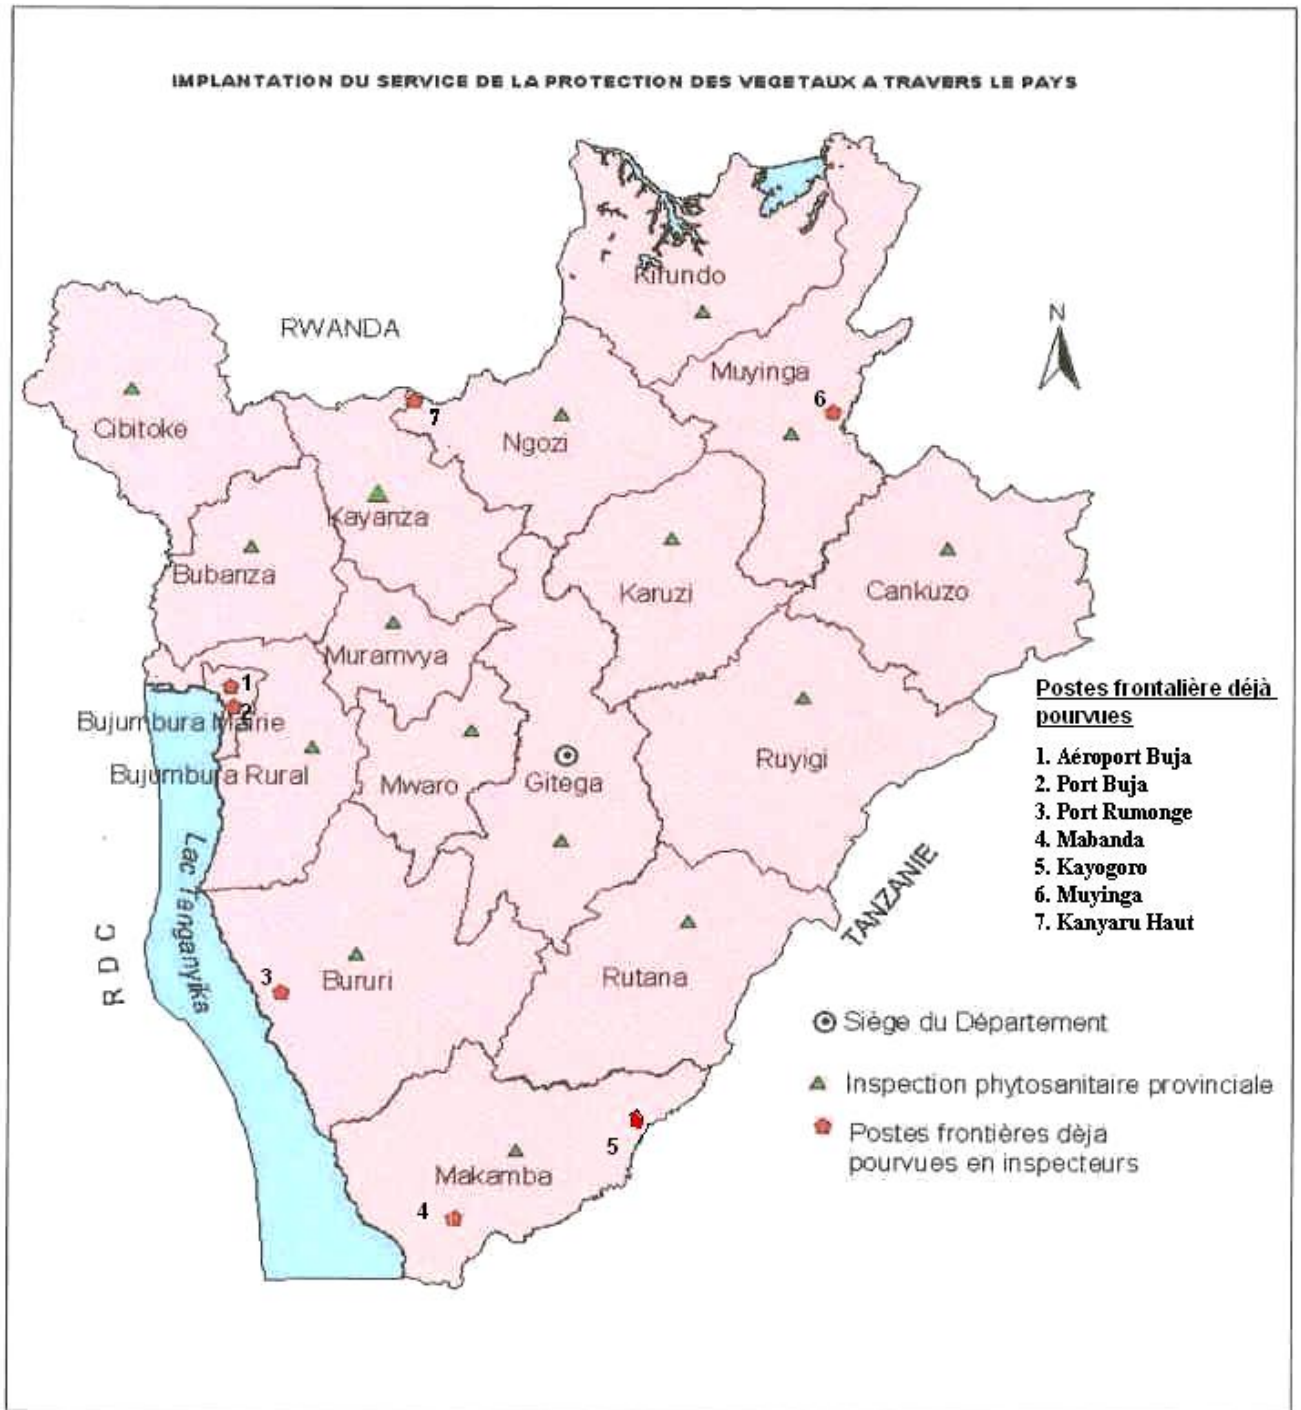 IMPLANTATION DU SERVICE DE LA PROTECTION DES VEGETAUX A TRAVERS LE PAYS
Kirundo
RWANDA
N
Muyinga
6
7
Cibitoke
Ngozi
Kayanza
Bubanza
Karuzi
Cankuzo
Muramvya
1
2
Bujumbura Mairie
Bujumbura Rural
Mwaro
Gitega
Ruyigi
Postes frontalière déjà
pourvues
1. Aéroport Buja
2. Port Buja
3. Port Rumonge
4. Mabanda
5. Kayogoro
6. Muyinga
7. Kanyaru Haut
Lac Tanganyika
TANZANIE
R D C
3
Bururi
Rutana
Siège du Département
Inspection phytosanitaire provinciale
Postes frontières dèja
pourvues en inspecteurs
5
Makamba
4